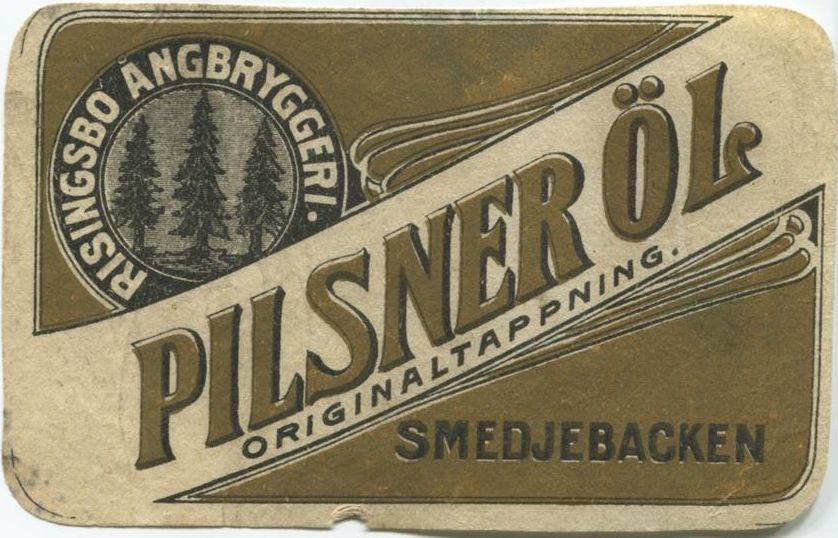 RISINGSBO ÅNGBRYGGERI.
PILSNER ÖL
ORIGINALTAPPNING.
SMEDJEBACKEN